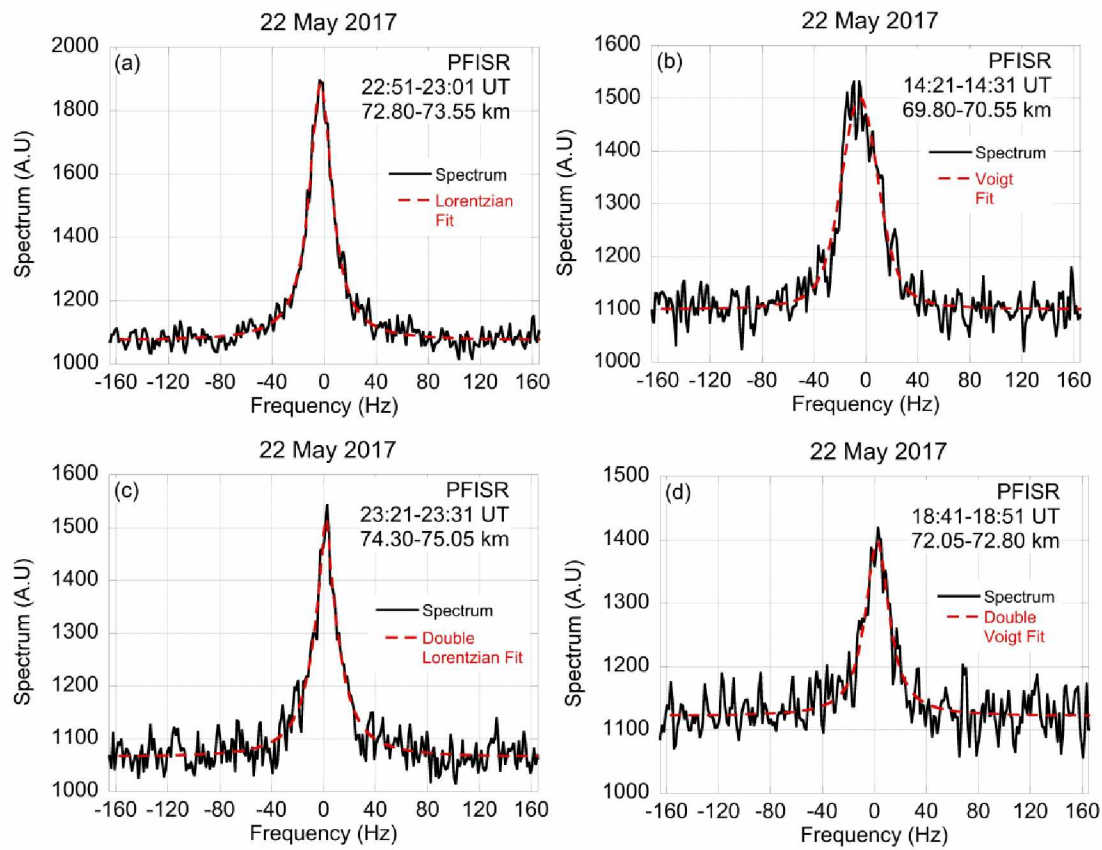 22 May 2017
2000
1800
1600
1400
1200
1000
Spectrum (A.U)
(a)
PFISR
22:51-23:01 UT
72.80-73.55 km
Spectrum
Lorentzian
Fit
-160 -120 -80 -40 0 40 80 120 160
Frequency (Hz)
22 May 2017
1600
1500
1400
1300
1200
1100
1000
Spectrum (A.U)
(b)
PFISR
14:21-14:31 UT
69.80-70.55 km
Spectrum
Voigt
Fit
-160 -120 -80 -40 0 40 80 120 160
Frequency (Hz)
22 May 2017
1600
1500
1400
1300
1200
1100
1000
Spectrum (A.U)
(c)
PFISR
23:21-23:31 UT
74.30-75.05 km
Spectrum
Double
Lorentzian Fit
-160 -120 -80 -40 0 40 80 120 160
Frequency (Hz)
22 May 2017
1500
1400
1300
1200
1100
1000
Spectrum (A.U)
(d)
PFISR
18:41-18:51 UT
72.05-72.80 km
Spectrum
Double
Voigt Fit
-160 -120 -80 -40 0 40 80 120 160
Frequency (Hz)